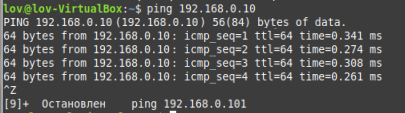 lov@lov-VirtualBox:~$ ping 192.168.0.10
PING 192.168.0.10 (192.168.0.10) 56(84) bytes of data.
64 bytes from 192.168.0.10: icmp_seq=1 ttl=64 time=0.341 ms
64 bytes from 192.168.0.10: icmp_seq=2 ttl=64 time=0.274 ms
64 bytes from 192.168.0.10: icmp_seq=3 ttl=64 time=0.308 ms
64 bytes from 192.168.0.10: icmp_seq=4 ttl=64 time=0.261 ms
^Z
[9]+  Остановлен    ping 192.168.0.101